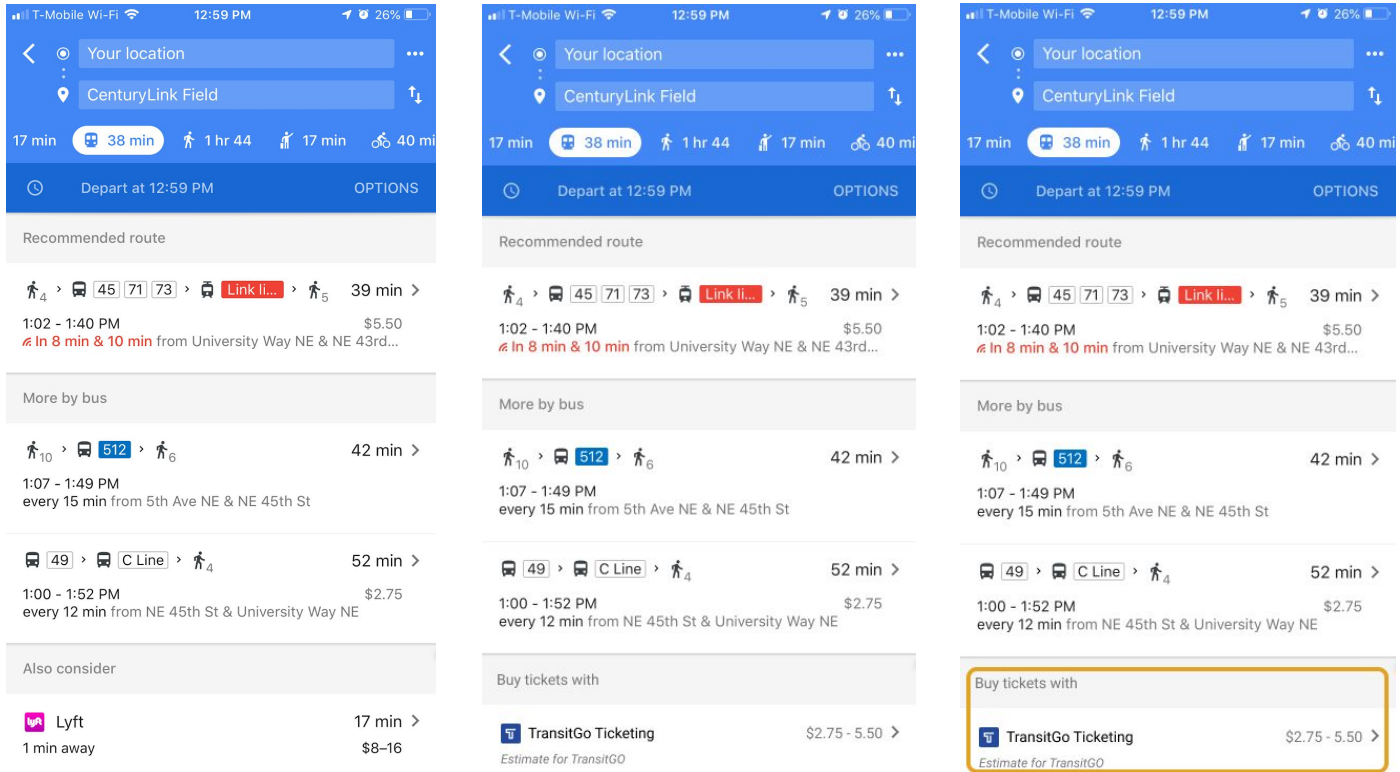 T-Mobile Wi-Fi 12:59 PM 26%
Your location
CenturyLink Field
17 min 38 min 1 hr 44 17 min 40 mi
Depart at 12:59 PM OPTIONS
Recommended route
4 45 71 73 Link li... 5 39 min
1:02 - 1:40 PM $5.50
In 8 min & 10 min from University Way NE & NE 43rd...
More by bus
10 512 6 42 min
1:07 - 1:49 PM
every 15 min from 5th Ave NE & NE 45th St
49 C Line 4 52 min
1:00 - 1:52 PM $2.75
every 12 min from NE 45th St & University Way NE
Also consider
lyft Lyft 17 min
1 min away $8–16
T-Mobile Wi-Fi 12:59 PM 26%
Your location
CenturyLink Field
17 min 38 min 1 hr 44 17 min 40 mi
Depart at 12:59 PM OPTIONS
Recommended route
4 45 71 73 Link li... 5 39 min
1:02 - 1:40 PM $5.50
In 8 min & 10 min from University Way NE & NE 43rd...
More by bus
10 512 6 42 min
1:07 - 1:49 PM
every 15 min from 5th Ave NE & NE 45th St
49 C Line 4 52 min
1:00 - 1:52 PM $2.75
every 12 min from NE 45th St & University Way NE
Buy tickets with
T TransitGo Ticketing $2.75 - 5.50
Estimate for TransitGO
T-Mobile Wi-Fi 12:59 PM 26%
Your location
CenturyLink Field
17 min 38 min 1 hr 44 17 min 40 mi
Depart at 12:59 PM OPTIONS
Recommended route
4 45 71 73 Link li... 5 39 min
1:02 - 1:40 PM $5.50
In 8 min & 10 min from University Way NE & NE 43rd...
More by bus
10 512 6 42 min
1:07 - 1:49 PM
every 15 min from 5th Ave NE & NE 45th St
49 C Line 4 52 min
1:00 - 1:52 PM $2.75
every 12 min from NE 45th St & University Way NE
Buy tickets with
T TransitGo Ticketing $2.75 - 5.50
Estimate for TransitGO